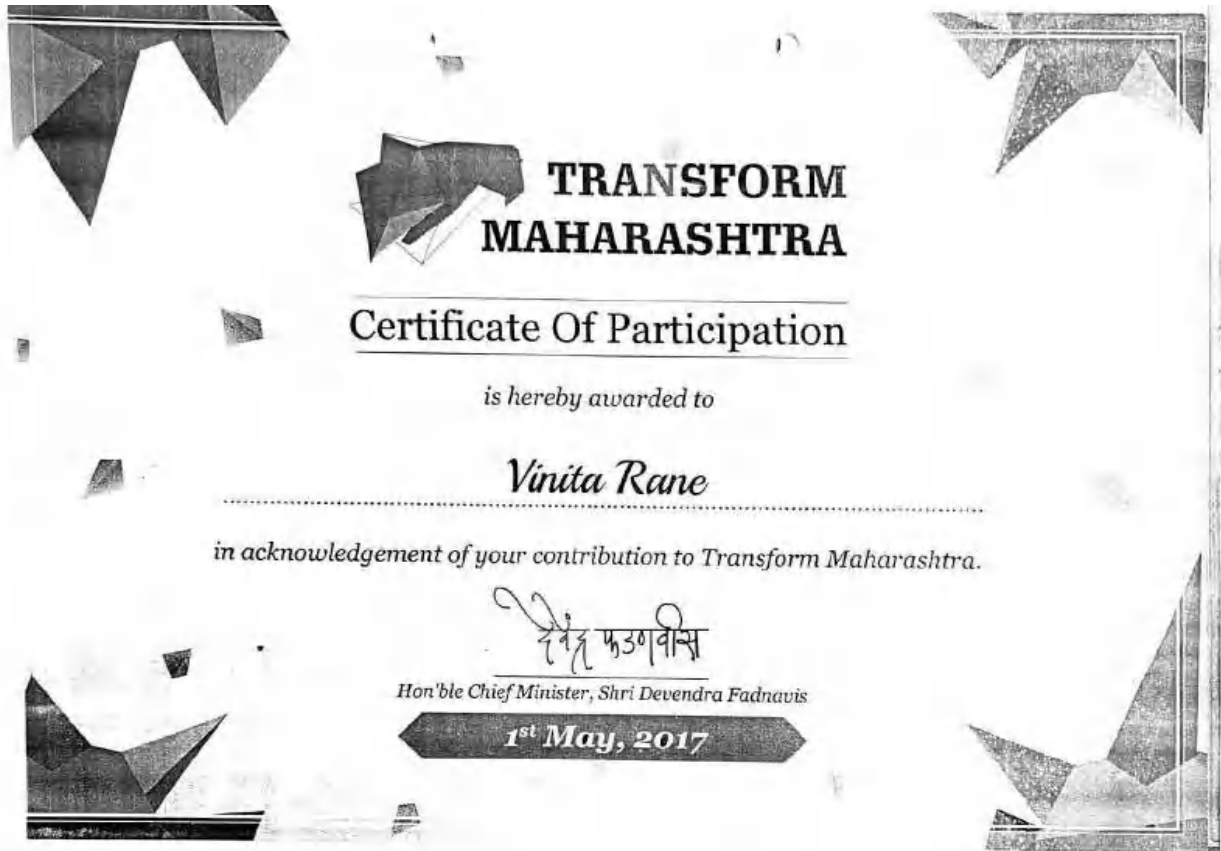 TRANSFORM
MAHARASHTRA
Certificate Of Participation
is hereby awarded to
Vinita Rane
in acknowledgement of your contribution to Transform Maharashtra.
देवेंद्र फडणवीस
Hon'ble Chief Minister, Shri Devendra Fadnavis
1st May, 2017